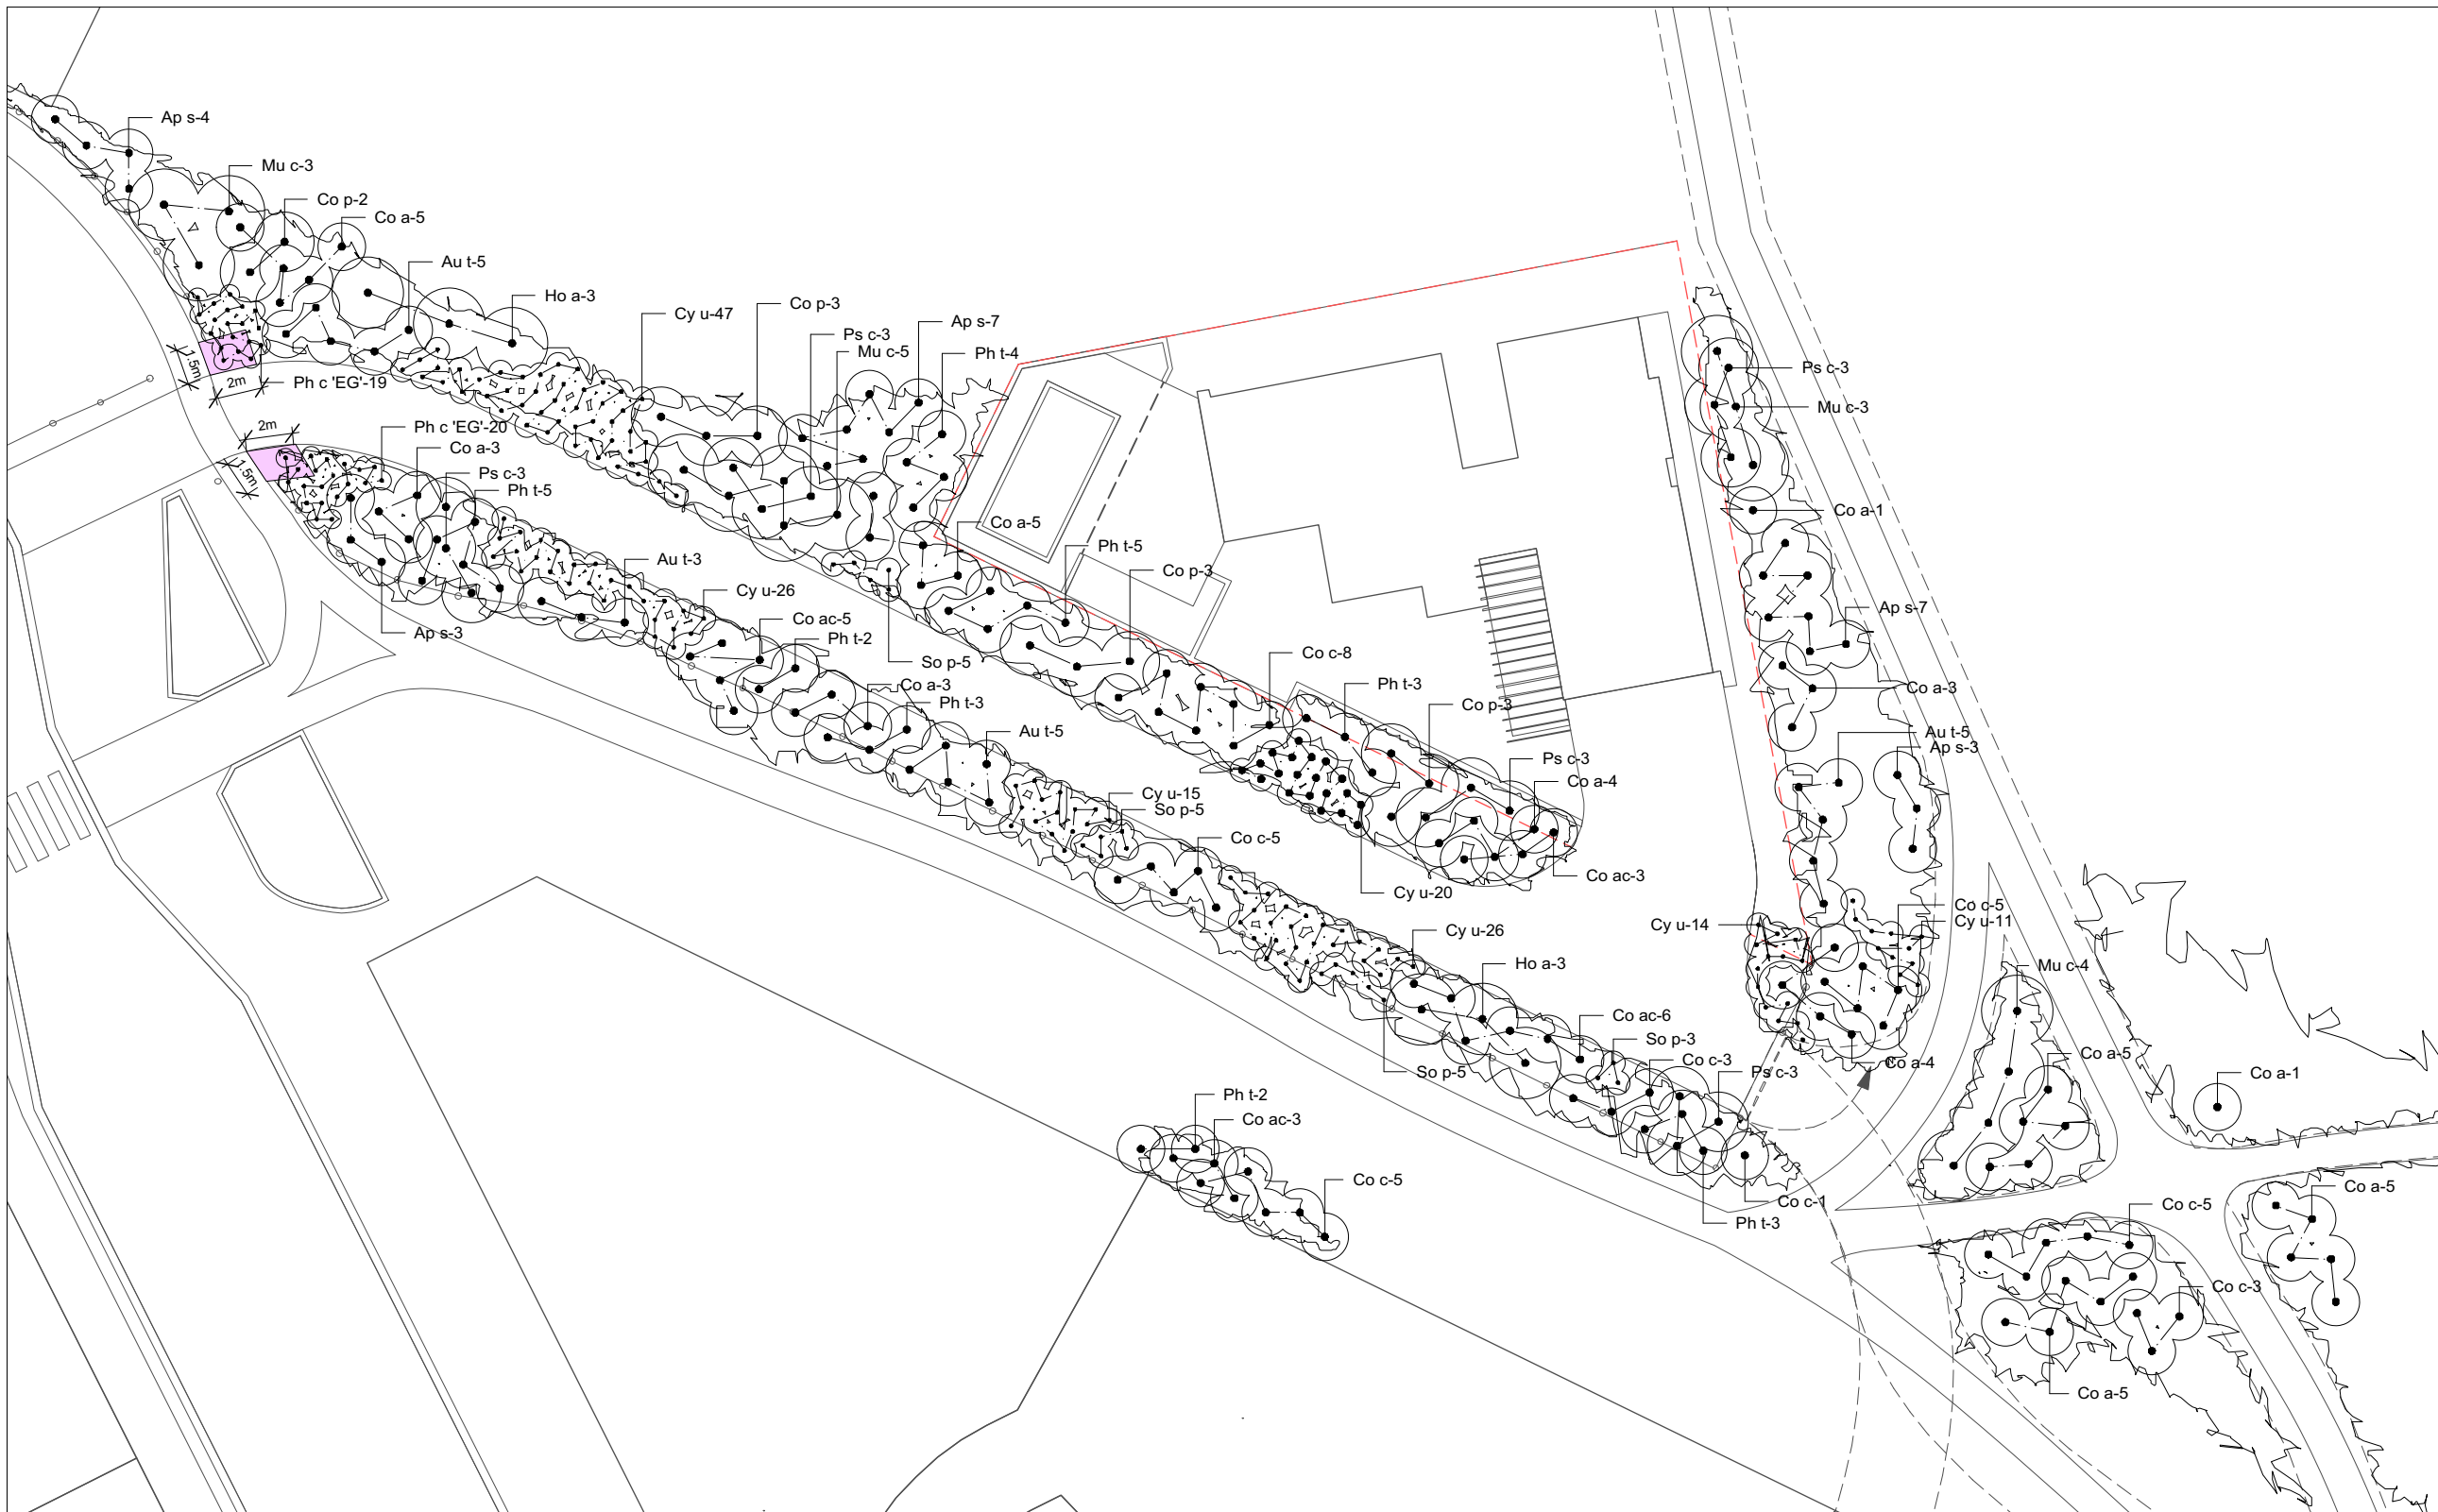 Ap s-4
Mu c-3
Co p-2
Co a-5
Au t-5
Ho a-3
Cy u-47
Co p-3
Ps c-3
Mu c-5
Ap s-7
Ph t-4
1.5m
2m
Ph c 'EG'-19
2m
1.5m
Ph c 'EG'-20
Co a-3
Ps c-3
Ph t-5
Ap s-3
Au t-3
Cy u-26
Co ac-5
Ph t-2
Co a-3
Ph t-3
Au t-5
So p-5
Co a-5
Ph t-5
Co p-3
Co c-8
Ph t-3
Co p-3
Ps c-3
Co a-4
Co ac-3
Cy u-20
Cy u-15
So p-5
Co c-5
Cy u-26
Ho a-3
So p-5
Co ac-6
So p-3
Co c-3
Ps c-3
Co c-1
Ph t-3
Ph t-2
Co ac-3
Co c-5
Ps c-3
Mu c-3
Co a-1
Ap s-7
Co a-3
Au t-5
Ap s-3
Cy u-14
Co c-5
Cy u-11
Co a-4
Mu c-4
Co a-5
Co a-1
Co a-5
Co c-5
Co c-3
Co a-5